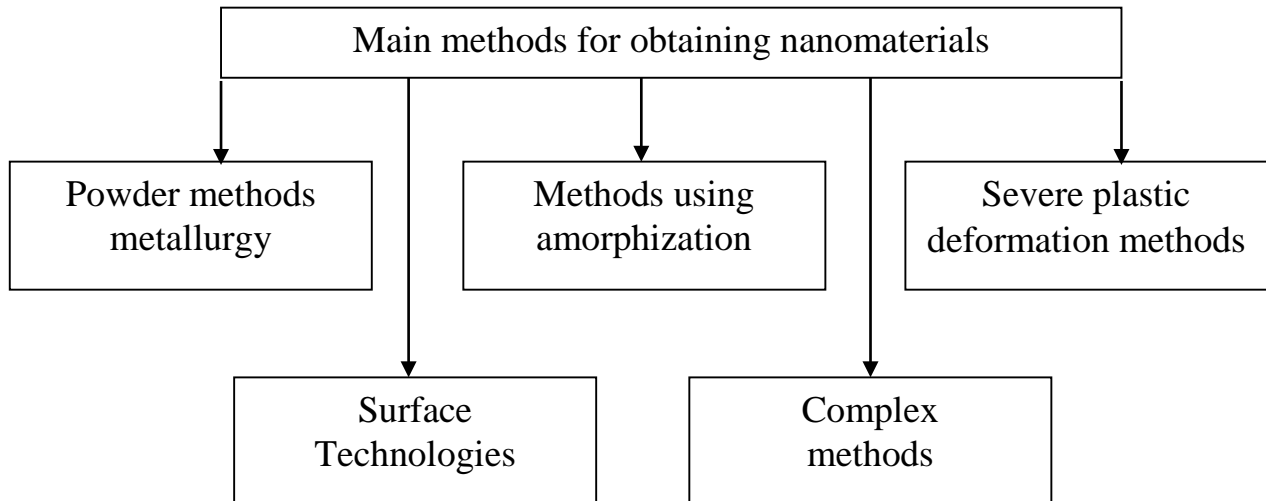 Main methods for obtaining nanomaterials
Powder methods
metallurgy
Methods using
amorphization
Severe plastic
deformation methods
Surface
Technologies
Complex
methods